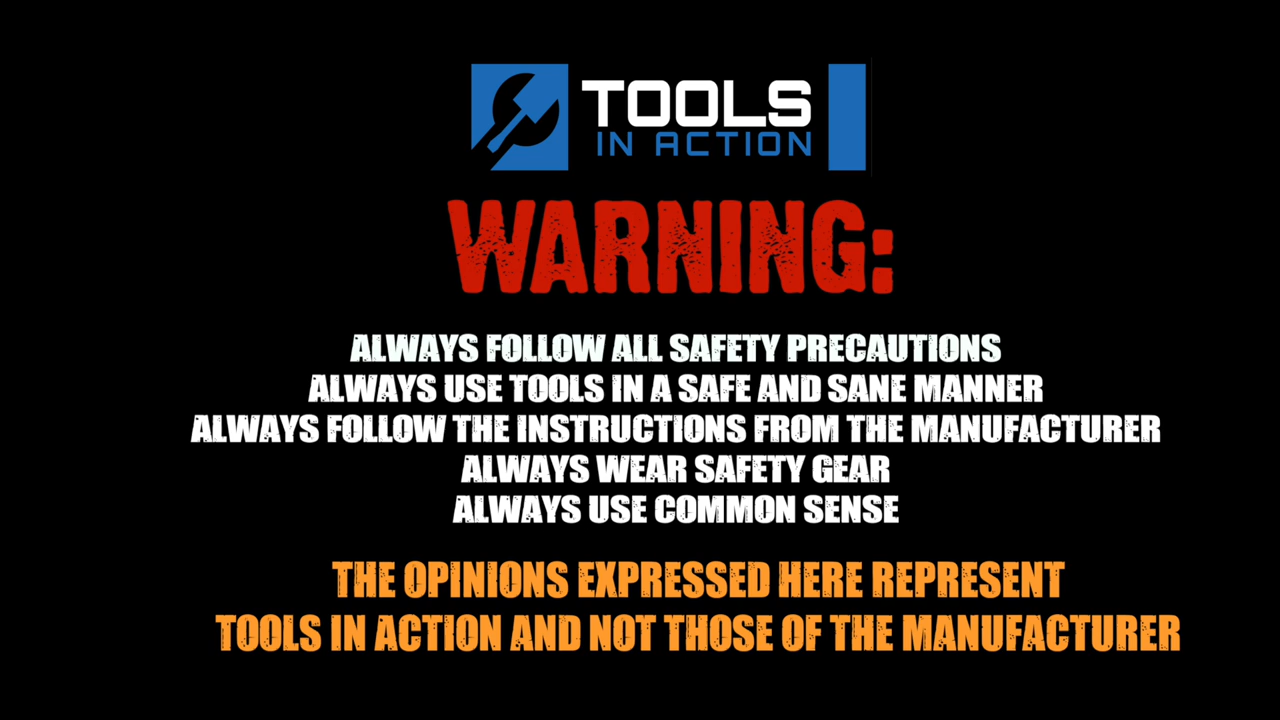 TOOLS
IN ACTION
WARNING:
ALWAYS FOLLOW ALL SAFETY PRECAUTIONS
ALWAYS USE TOOLS IN A SAFE AND SANE MANNER
ALWAYS FOLLOW THE INSTRUCTIONS FROM THE MANUFACTURER
ALWAYS WEAR SAFETY GEAR
ALWAYS USE COMMON SENSE
THE OPINIONS EXPRESSED HERE REPRESENT
TOOLS IN ACTION AND NOT THOSE OF THE MANUFACTURER